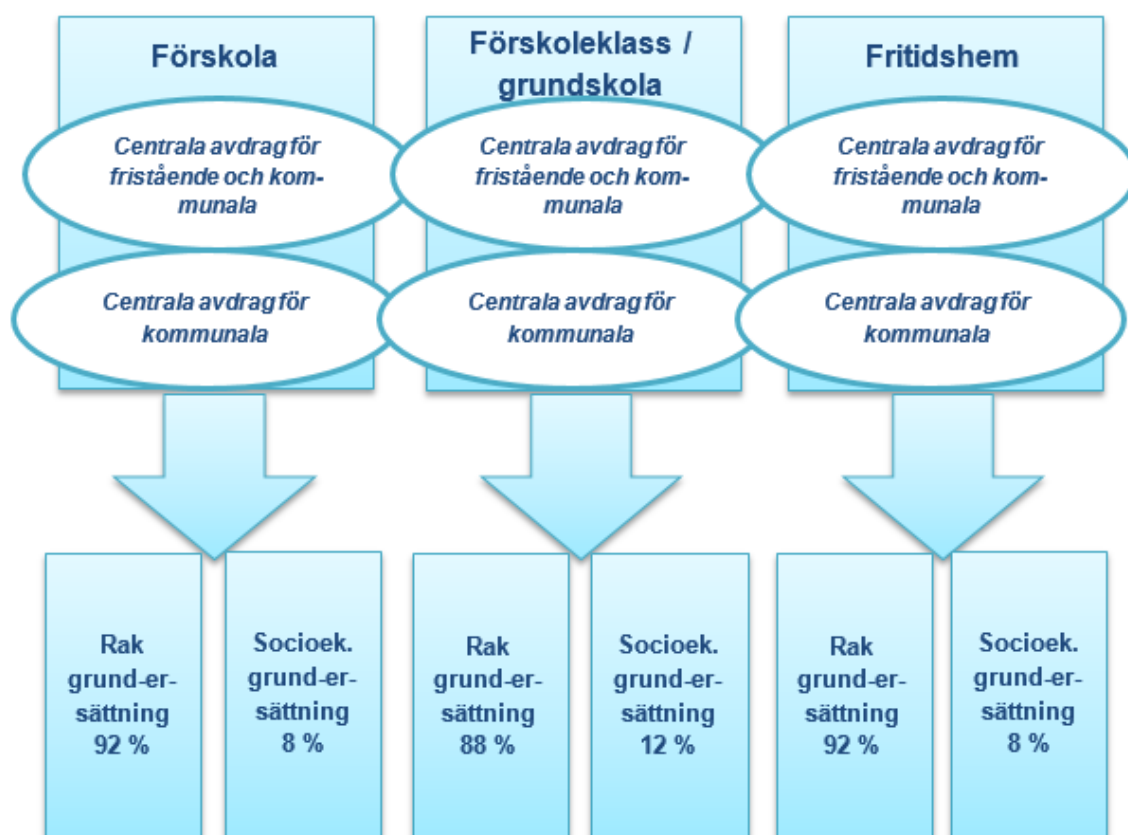 Förskola
Centrala avdrag för
fristående och kom-
munala
Centrala avdrag för
kommunala
Förskoleklass /
grundskola
Centrala avdrag för
fristående och kom-
munala
Centrala avdrag för
kommunala
Fritidshem
Centrala avdrag för
fristående och kom-
munala
Centrala avdrag för
kommunala
Rak
grund-er-
sättning
92 %
Socioek.
grund-er-
sättning
8 %
Rak
grund-er-
sättning
88 %
Socioek.
grund-er-
sättning
12 %
Rak
grund-er-
sättning
92 %
Socioek.
grund-er-
sättning
8 %